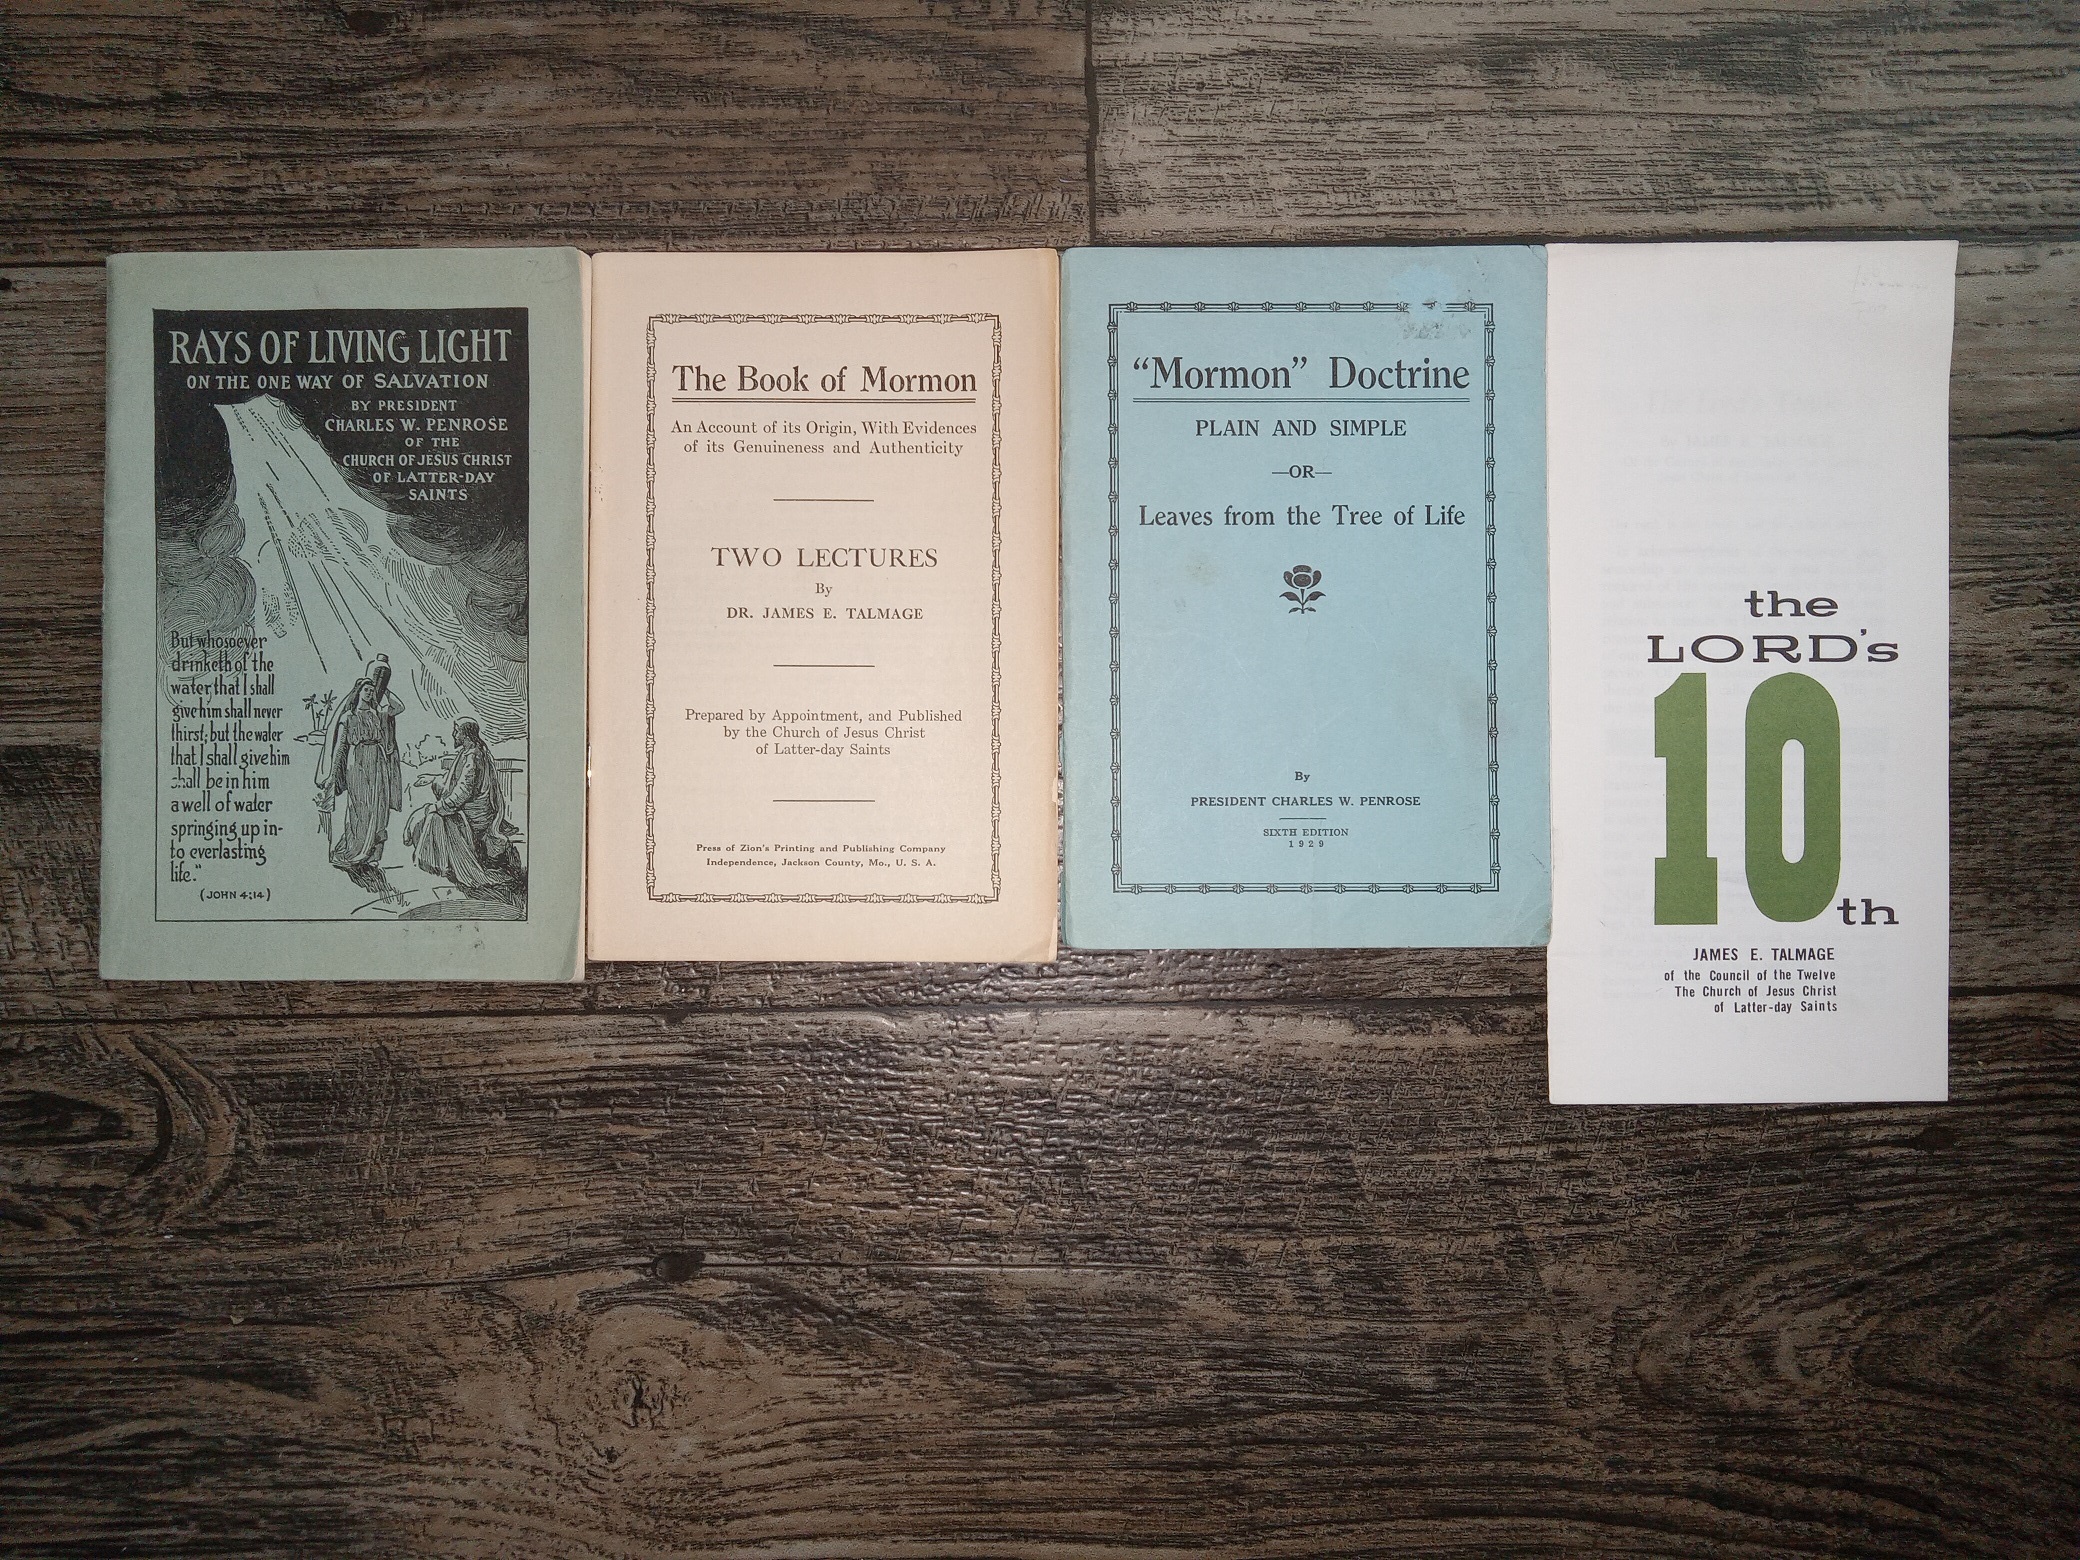 RAYS OF LIVING LIGHT
ON THE ONE WAY OF SALVATION
BY PRESIDENT
CHARLES W. PENROSE
OF THE
CHURCH OF JESUS CHRIST
OF LATTER-DAY
SAINTS
But whosoever
drinketh of the
water that I shall
give him shall never
thirst; but the water
that I shall give him
shall be in him
a well of water
springing up in-
to everlasting
life."
(JOHN 4:14)
The Book of Mormon
An Account of its Origin, With Evidences
of its Genuineness and Authenticity
TWO LECTURES
By
DR. JAMES E. TALMAGE
Prepared by Appointment, and Published
by the Church of Jesus Christ
of Latter-day Saints
Press of Zion's Printing and Publishing Company
Independence, Jackson County, Mo., U. S. A.
"Mormon" Doctrine
PLAIN AND SIMPLE
—OR—
Leaves from the Tree of Life
By
PRESIDENT CHARLES W. PENROSE
SIXTH EDITION
1929
the
LORD's
10th
JAMES E. TALMAGE
of the Council of the Twelve
The Church of Jesus Christ
of Latter-day Saints